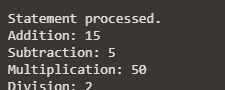 Statement processed.
Addition: 15
Subtraction: 5
Multiplication: 50
Division: 2